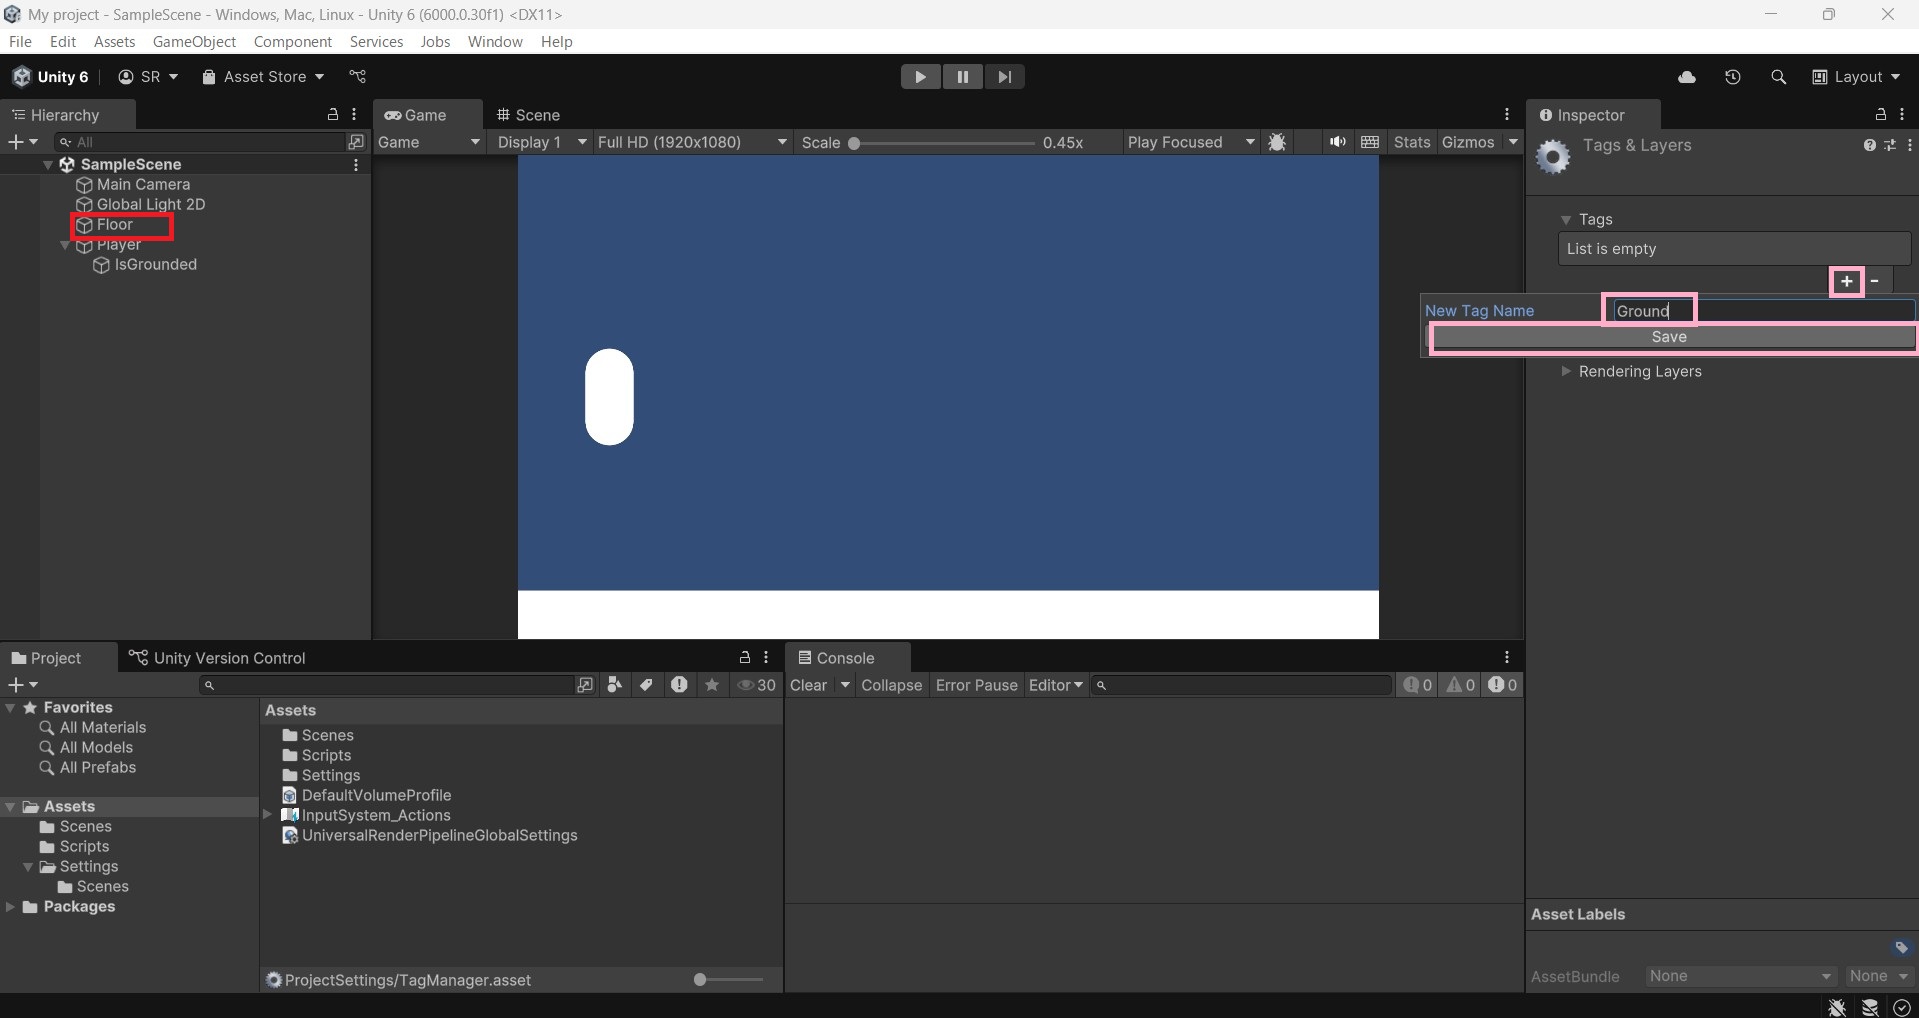 My project - SampleScene - Windows, Mac, Linux - Unity 6 (6000.0.30f1) <DX11>
File Edit Assets GameObject Component Services Jobs Window Help
Unity 6 SR Asset Store Layout
Hierarchy
All
SampleScene
Main Camera
Global Light 2D
Floor
Player
IsGrounded
Game Scene
Game Display 1 Full HD (1920x1080) Scale 0.45x Play Focused Stats Gizmos
Inspector
Tags & Layers
Tags
List is empty
+ -
New Tag Name Ground
Save
Rendering Layers
Project Unity Version Control
30
Favorites
All Materials
All Models
All Prefabs
Assets
Scenes
Scripts
Settings
Scenes
Packages
Assets
Scenes
Scripts
Settings
DefaultVolumeProfile
InputSystem_Actions
UniversalRenderPipelineGlobalSettings
ProjectSettings/TagManager.asset
Console
Clear Collapse Error Pause Editor 0 0 0
Asset Labels
AssetBundle None None